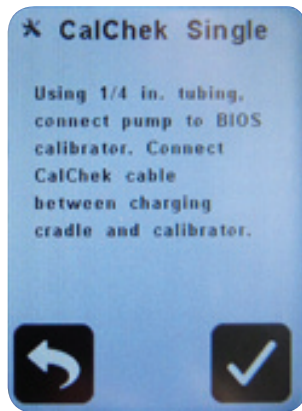 CalChek Single
Using 1/4 in. tubing,
connect pump to BIOS
calibrator. Connect
CalChek cable
between charging
cradle and calibrator.